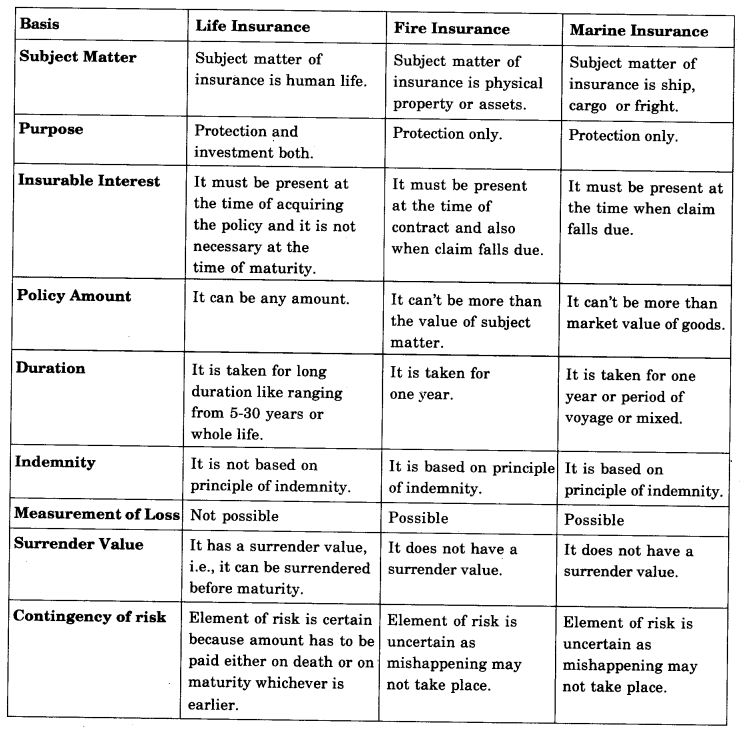 Basis
Life Insurance
Fire Insurance
Marine Insurance
Subject Matter
Subject matter of
insurance is human life.
Subject matter of
insurance is physical
property or assets.
Subject matter of
insurance is ship,
cargo or fright.
Purpose
Protection and
investment both.
Protection only.
Protection only.
Insurable Interest
It must be present at
the time of acquiring
the policy and it is not
necessary at the
time of maturity.
It must be present
at the time of
contract and also
when claim falls due.
It must be present at
the time when claim
falls due.
Policy Amount
It can be any amount.
It can't be more than
the value of subject
matter.
It can't be more than
market value of goods.
Duration
It is taken for long
duration like ranging
from 5-30 years or
whole life.
It is taken for
one year.
It is taken for one
year or period of
voyage or mixed.
Indemnity
It is not based on
principle of indemnity.
It is based on principle
of indemnity.
It is based on
principle of indemnity.
Measurement of Loss
Not possible
Possible
Possible
Surrender Value
It has a surrender value,
i.e., it can be surrendered
before maturity.
It does not have a
surrender value.
It does not have a
surrender value.
Contingency of risk
Element of risk is certain
because amount has to be
paid either on death or on
maturity whichever is
earlier.
Element of risk is
uncertain as
mishappening may
not take place.
Element of risk is
uncertain as
mishappening may
not take place.